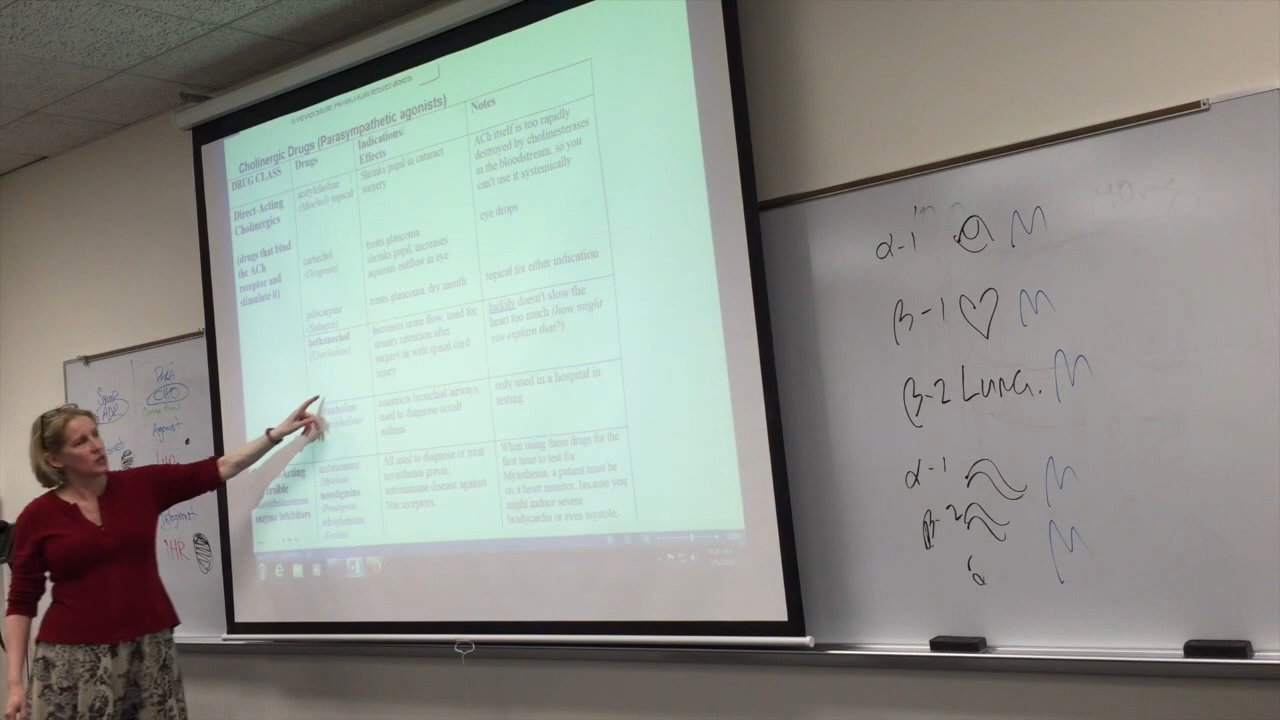 Cholinergic Drugs (Parasympathetic agonists)
DRUG CLASS
Drugs
Indications/
Effects
Notes
Direct-Acting
Cholinergics
(drugs that bind
the ACh
receptor and
stimulate it)
acetylcholine
(Miochol) topical
Shrinks pupil in cataract
surgery
ACh itself is too rapidly
destroyed by cholinesterases
in the bloodstream, so you
can't use it systemically
treats glaucoma
shrinks pupil, increases
aqueous outflow in eye
eye drops
pilocarpine
treats glaucoma, dry mouth
topical for either indication
bethanechol
increases urine flow, used for
urinary retention after
surgery or with spinal cord
injury
luckily doesn't slow the
heart too much (how might
you explain that?)
constricts bronchial airways,
used to diagnose occult
asthma
only used in a hospital in
testing
enzyme inhibitors
neostigmine
All used to diagnose or treat
myasthenia gravis,
autoimmune disease against
Nm receptors.
When using these drugs for the
first time to test for
Myasthenia, a patient must be
on a heart monitor, because you
might induce severe
bradycardia or even asystole.
α-1 M
β-1 M
β-2 Lung. M
α-1 M
β-2 M
PARA
CHO
Agonist
↑HR